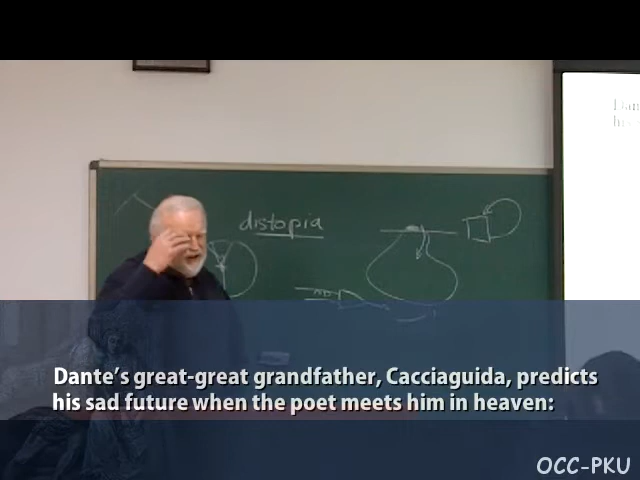 distopia
Dante's great-great grandfather, Cacciaguida, predicts
his sad future when the poet meets him in heaven:
OCC-PKU